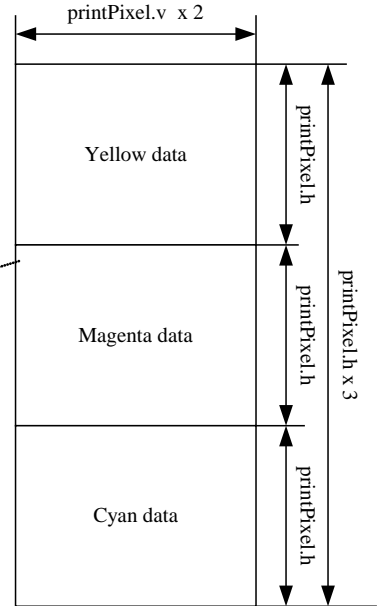 printPixel.v x 2
Yellow data
printPixel.h
Magenta data
printPixel.h
printPixel.h x 3
Cyan data
printPixel.h